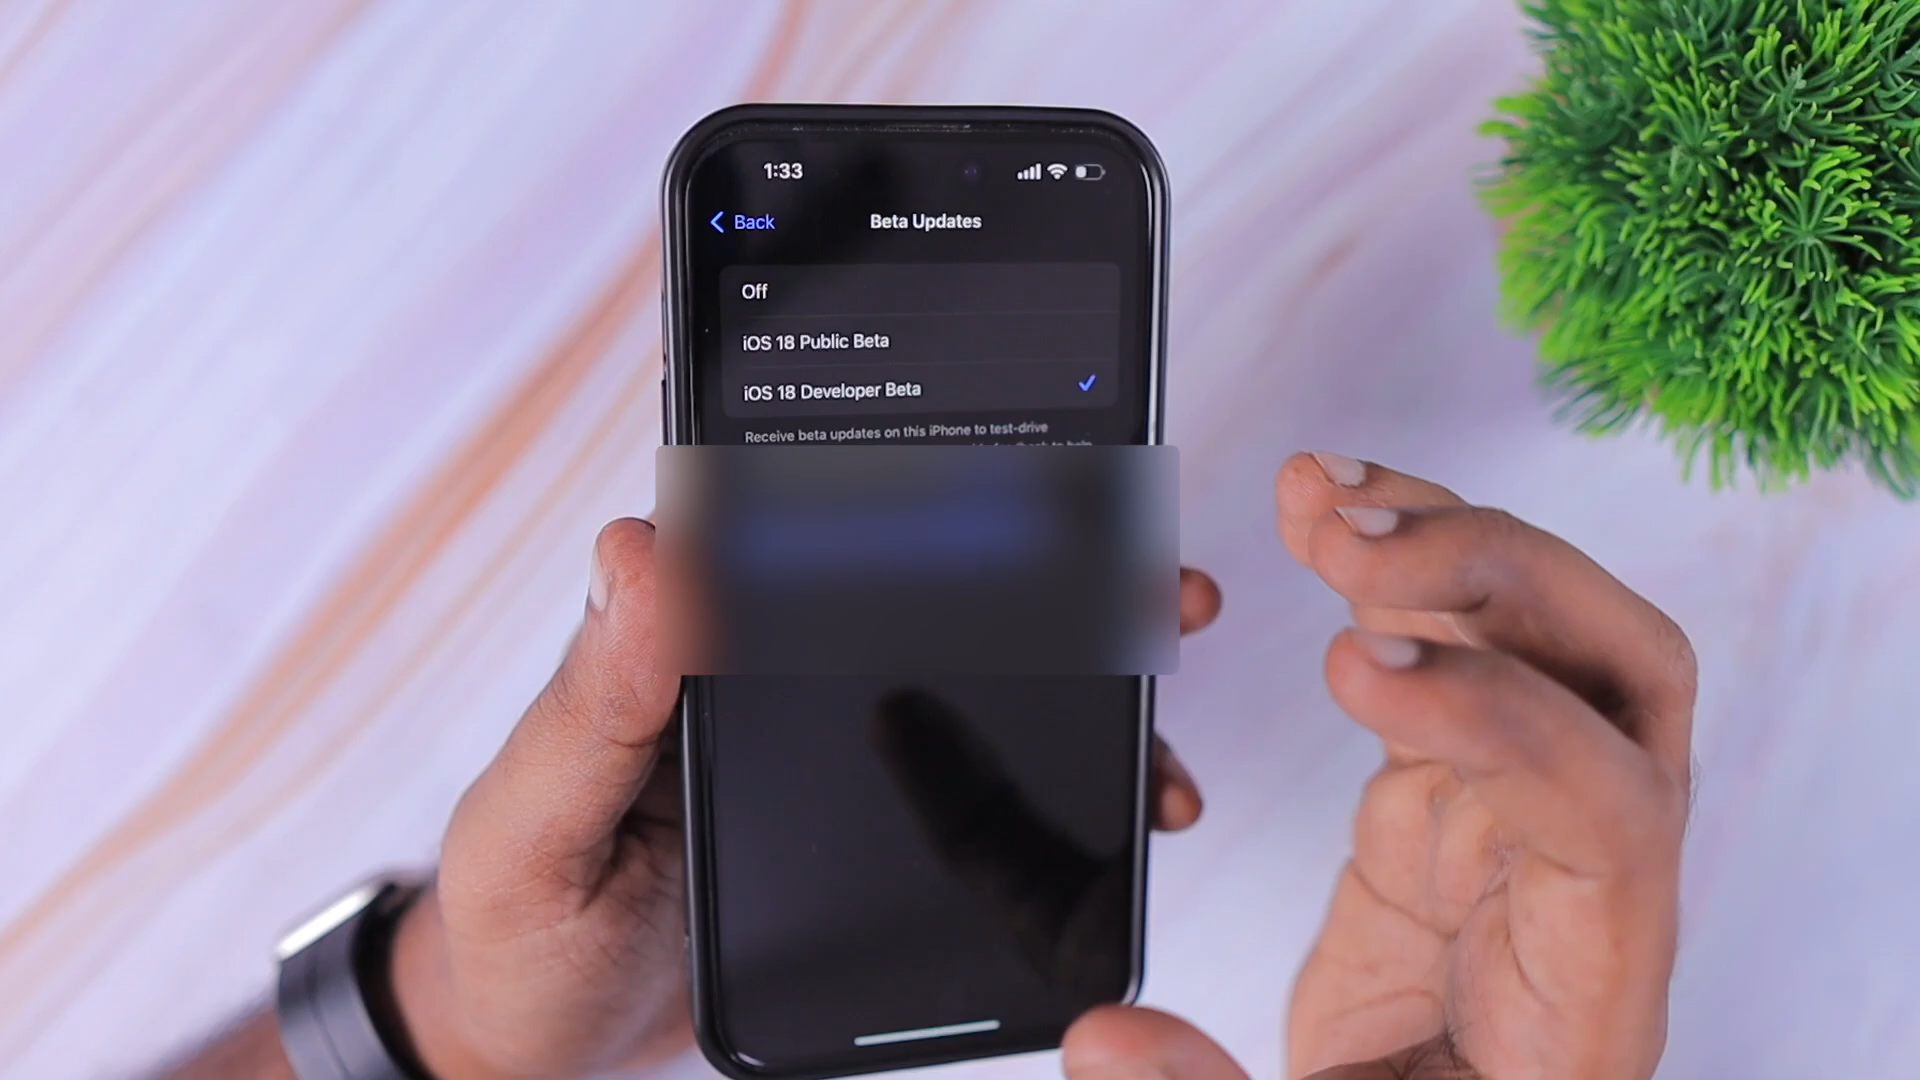 1:33
Back
Beta Updates
Off
iOS 18 Public Beta
iOS 18 Developer Beta
Receive beta updates on this iPhone to test-drive